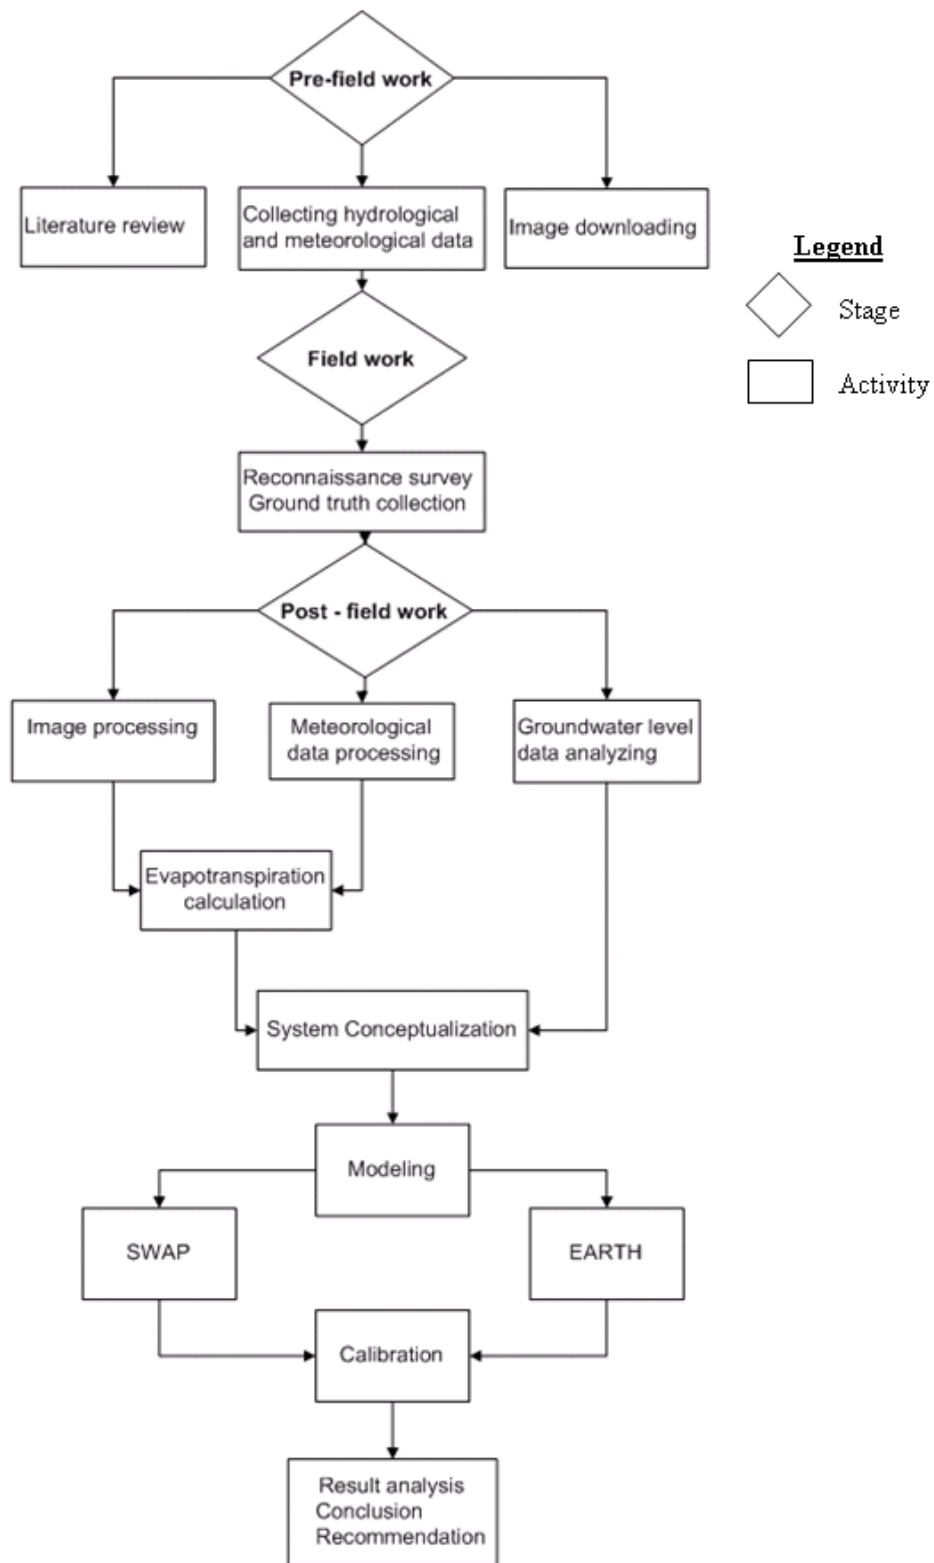 Pre-field work
Literature review
Collecting hydrological
and meteorological data
Image downloading
Legend
Stage
Activity
Field work
Reconnaissance survey
Ground truth collection
Post - field work
Image processing
Meteorological
data processing
Groundwater level
data analyzing
Evapotranspiration
calculation
System Conceptualization
Modeling
SWAP
EARTH
Calibration
Result analysis
Conclusion
Recommendation